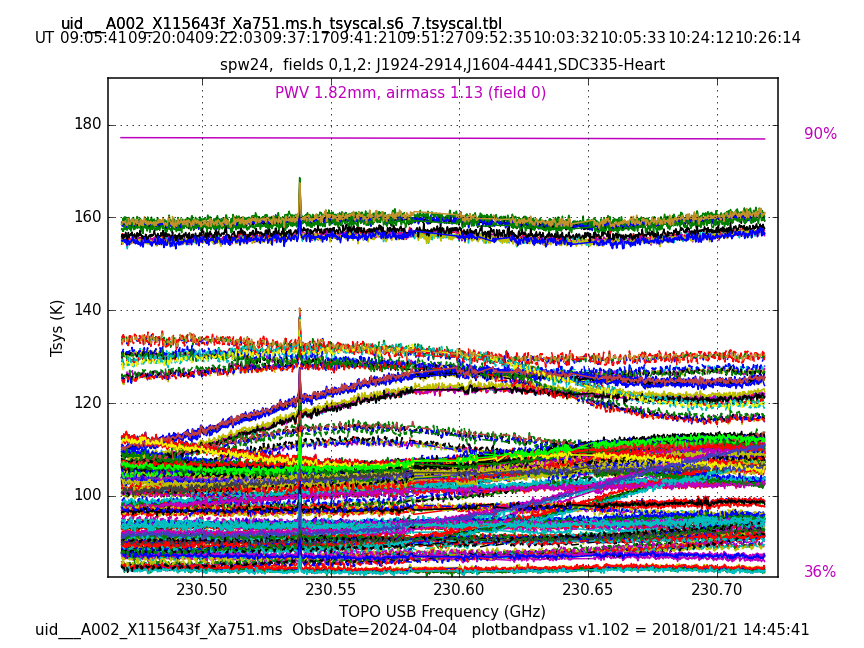 uid___A002_X115643f_Xa751.ms.h_tsyscal.s6_7.tsyscal.tbl
UT 09:05:41 09:20:04 09:22:03 09:37:17 09:41:21 09:51:27 09:52:35 10:03:32 10:05:33 10:24:12 10:26:14
spw24, fields 0,1,2: J1924-2914,J1604-4441,SDC335-Heart
PWV 1.82mm, airmass 1.13 (field 0)
180
90%
160
140
Tsys (K)
120
100
36%
230.50 230.55 230.60 230.65 230.70
TOPO USB Frequency (GHz)
uid___A002_X115643f_Xa751.ms ObsDate=2024-04-04 plotbandpass v1.102 = 2018/01/21 14:45:41